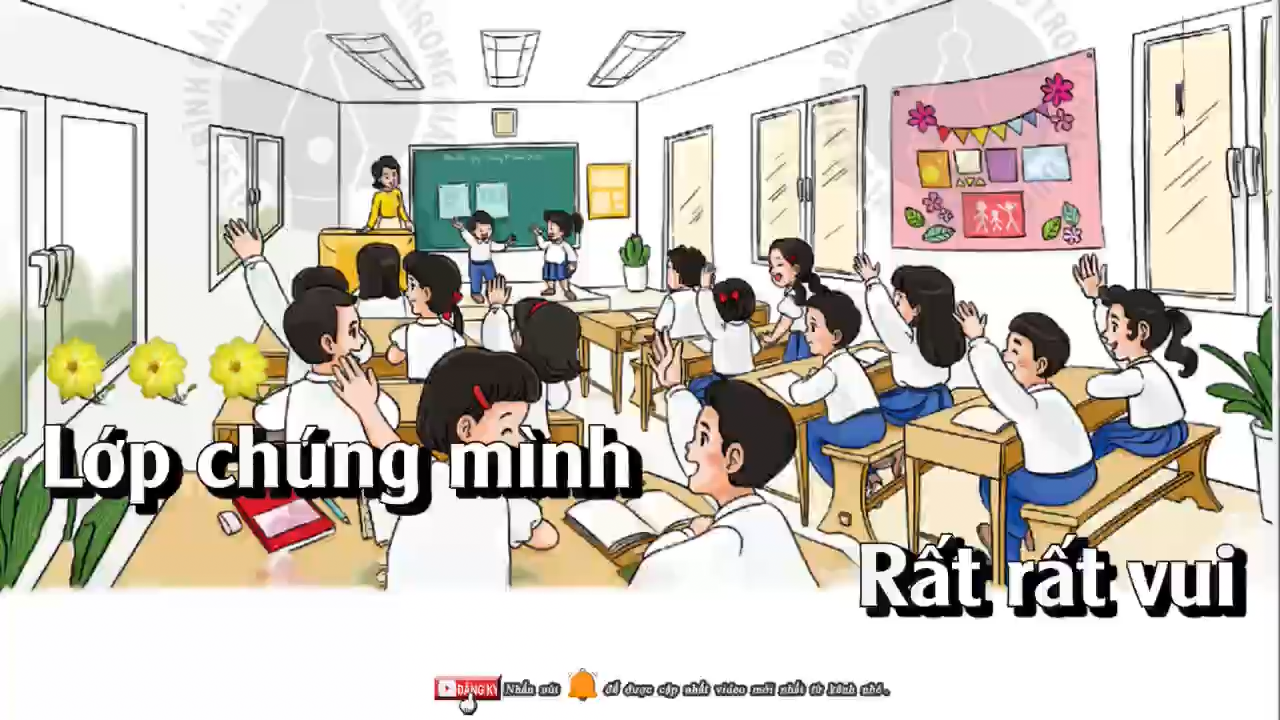 Lớp chúng mình
Rất rất vui
ĐĂNG KÝ Nhấn nút để được cập nhất video mới nhất từ kênh nhé.